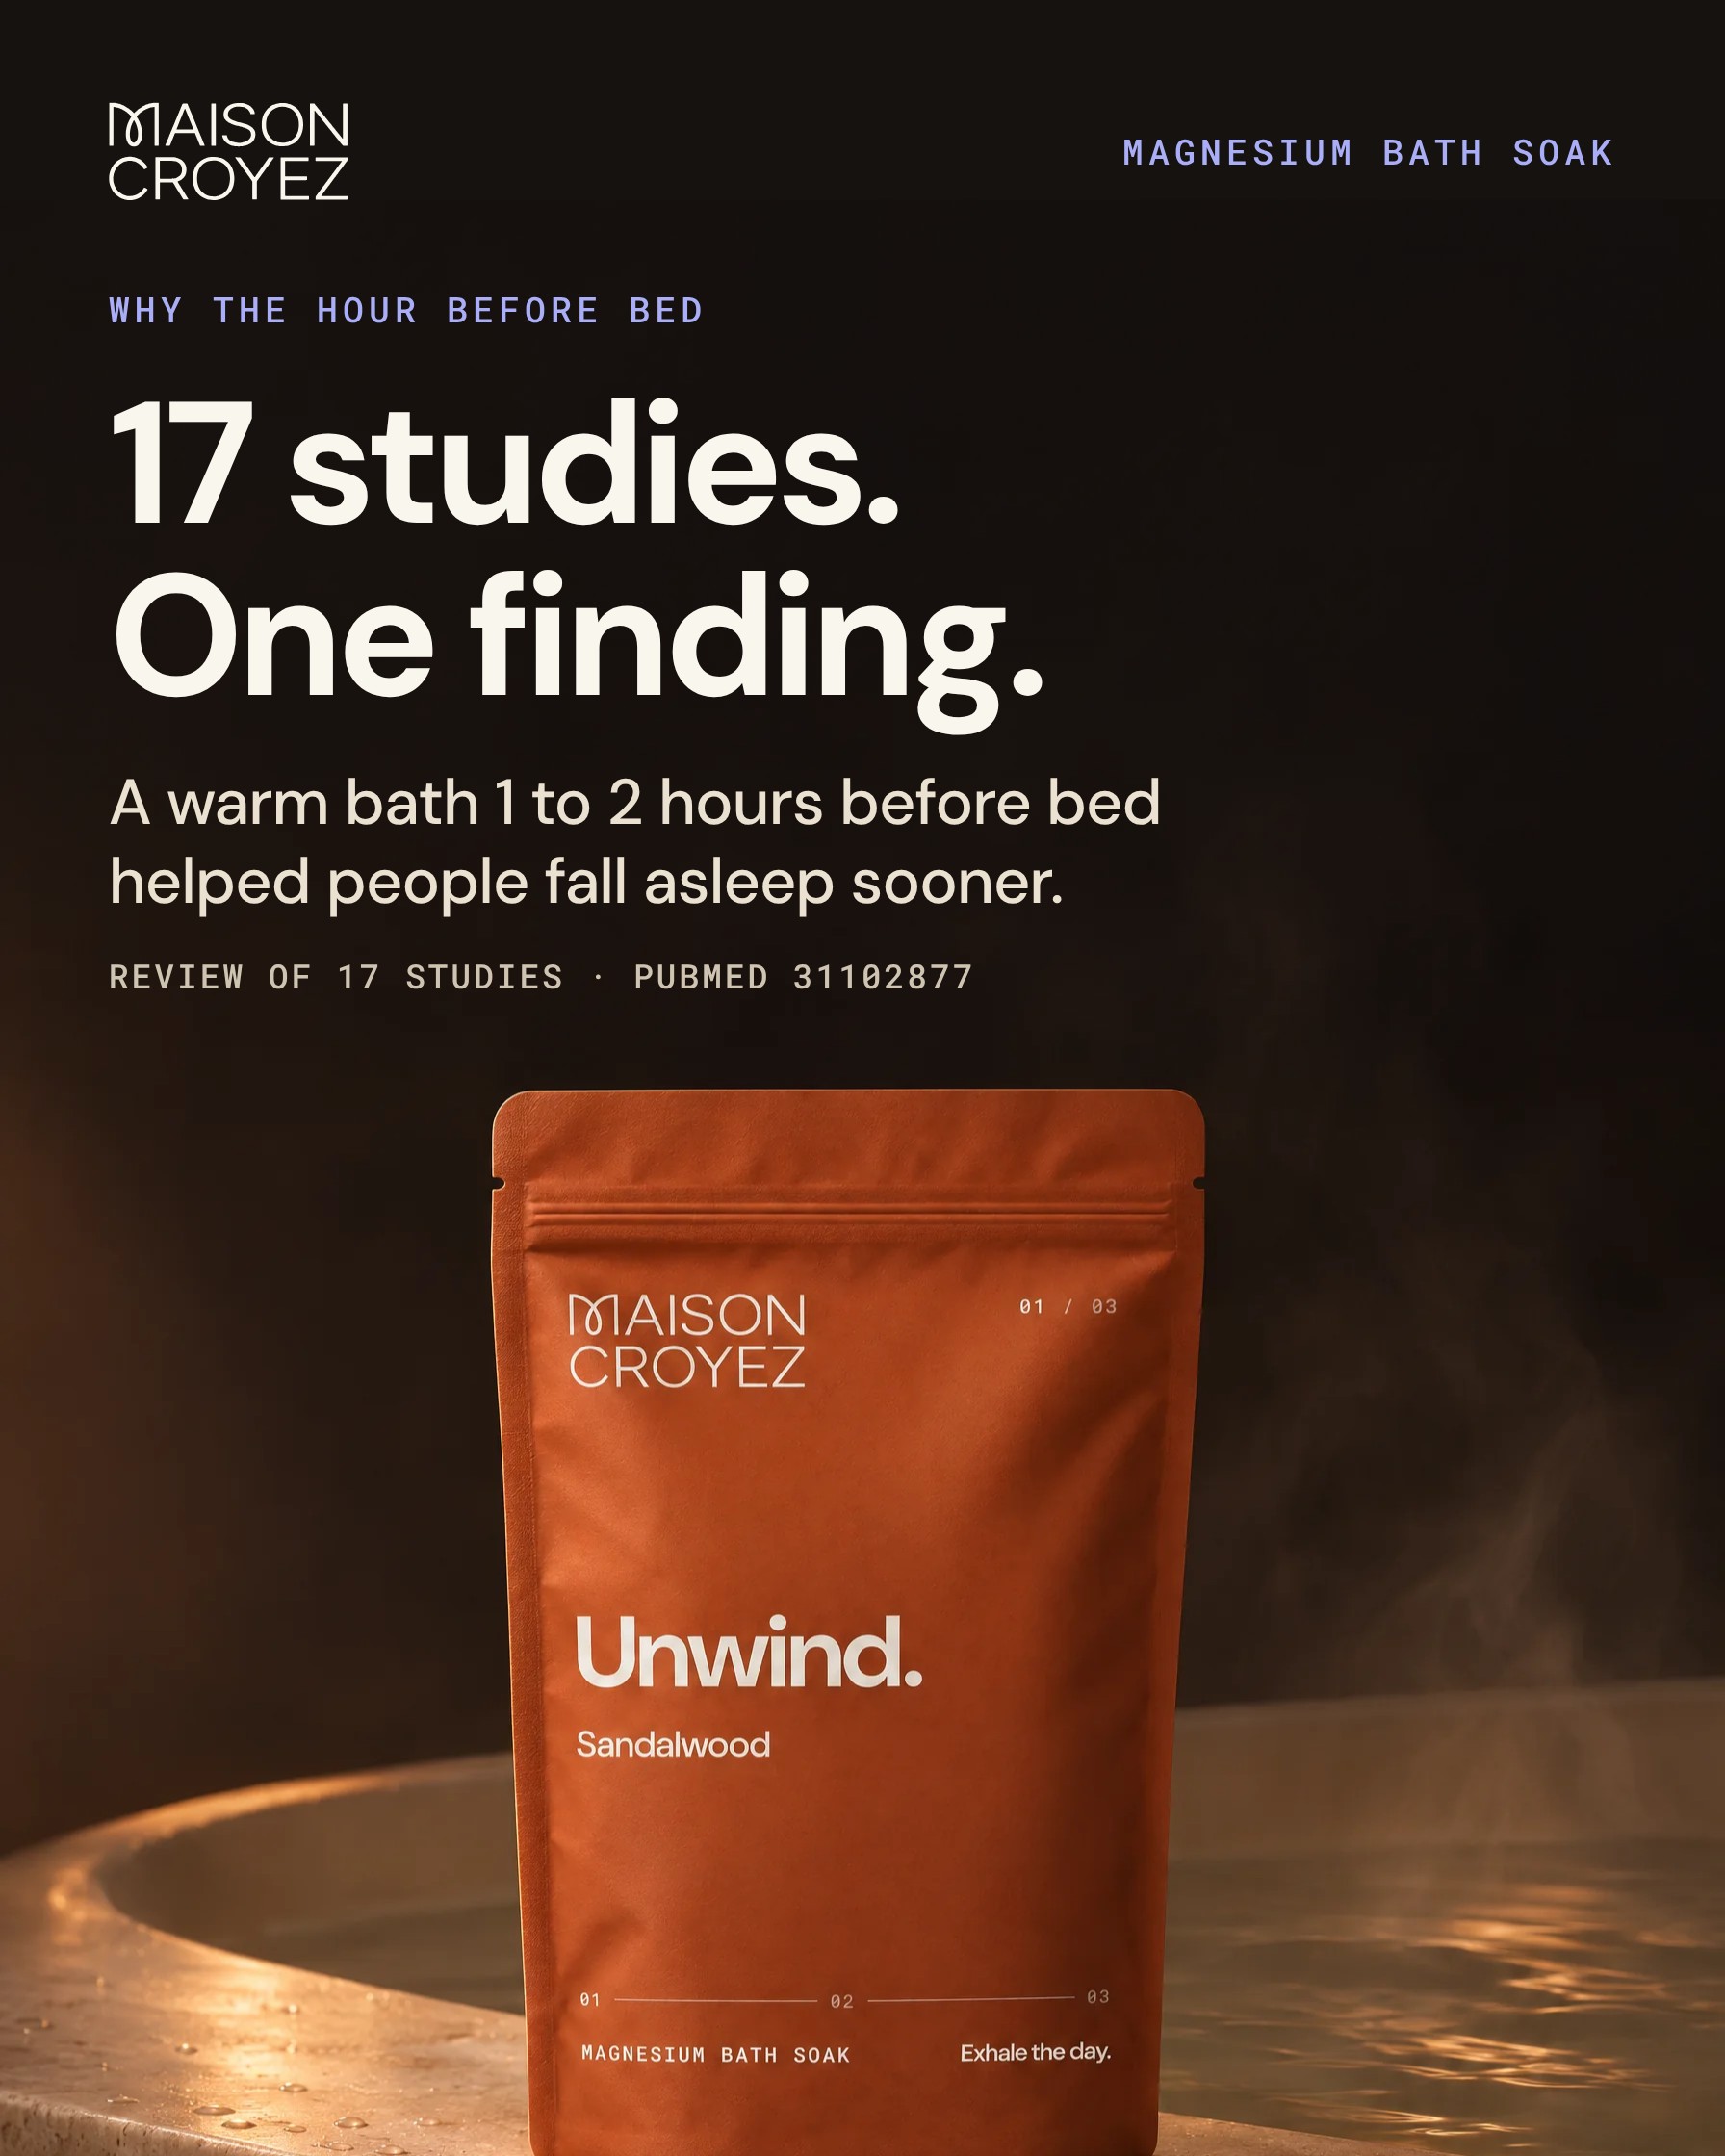 MAISON
CROYEZ
MAGNESIUM BATH SOAK
WHY THE HOUR BEFORE BED
17 studies.
One finding.
A warm bath 1 to 2 hours before bed
helped people fall asleep sooner.
REVIEW OF 17 STUDIES · PUBMED 31102877
MAISON
CROYEZ
01 / 03
Unwind.
Sandalwood
01 02 03
MAGNESIUM BATH SOAK
Exhale the day.